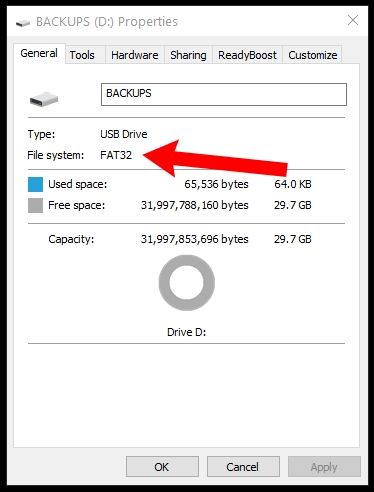 BACKUPS (D:) Properties
General Tools Hardware Sharing ReadyBoost Customize
BACKUPS
Type: USB Drive
File system: FAT32
Used space: 65,536 bytes 64.0 KB
Free space: 31,997,788,160 bytes 29.7 GB
Capacity: 31,997,853,696 bytes 29.7 GB
Drive D:
OK Cancel Apply